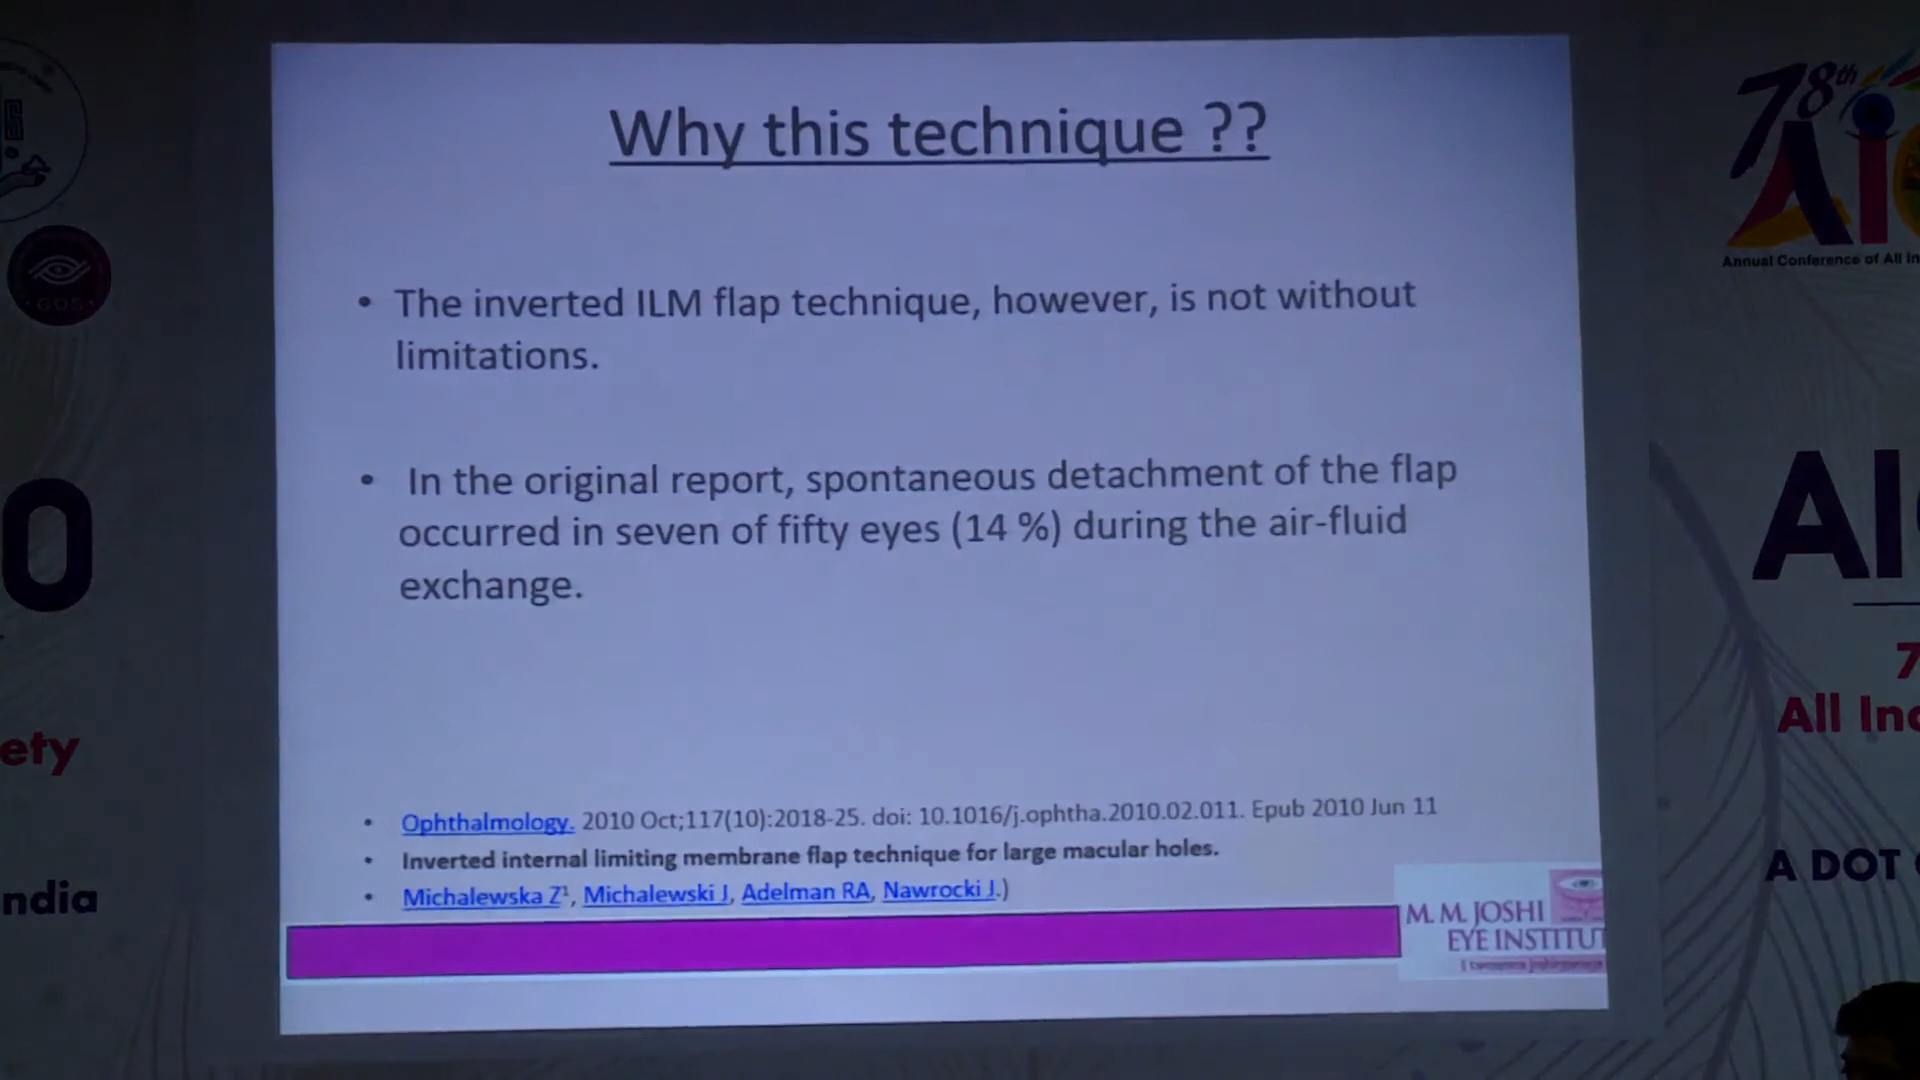 Why this technique ??
• The inverted ILM flap technique, however, is not without
limitations.
• In the original report, spontaneous detachment of the flap
occurred in seven of fifty eyes (14 %) during the air-fluid
exchange.
• Ophthalmology. 2010 Oct;117(10):2018-25. doi: 10.1016/j.ophtha.2010.02.011. Epub 2010 Jun 11
• Inverted internal limiting membrane flap technique for large macular holes.
• Michalewska Z¹, Michalewski J, Adelman RA, Nawrocki J.)
M. M. JOSHI
EYE INSTITUT
GOS
0
ety
ndia
78th
AIO
Annual Conference of All In
AI
7
All Ind
A DOT